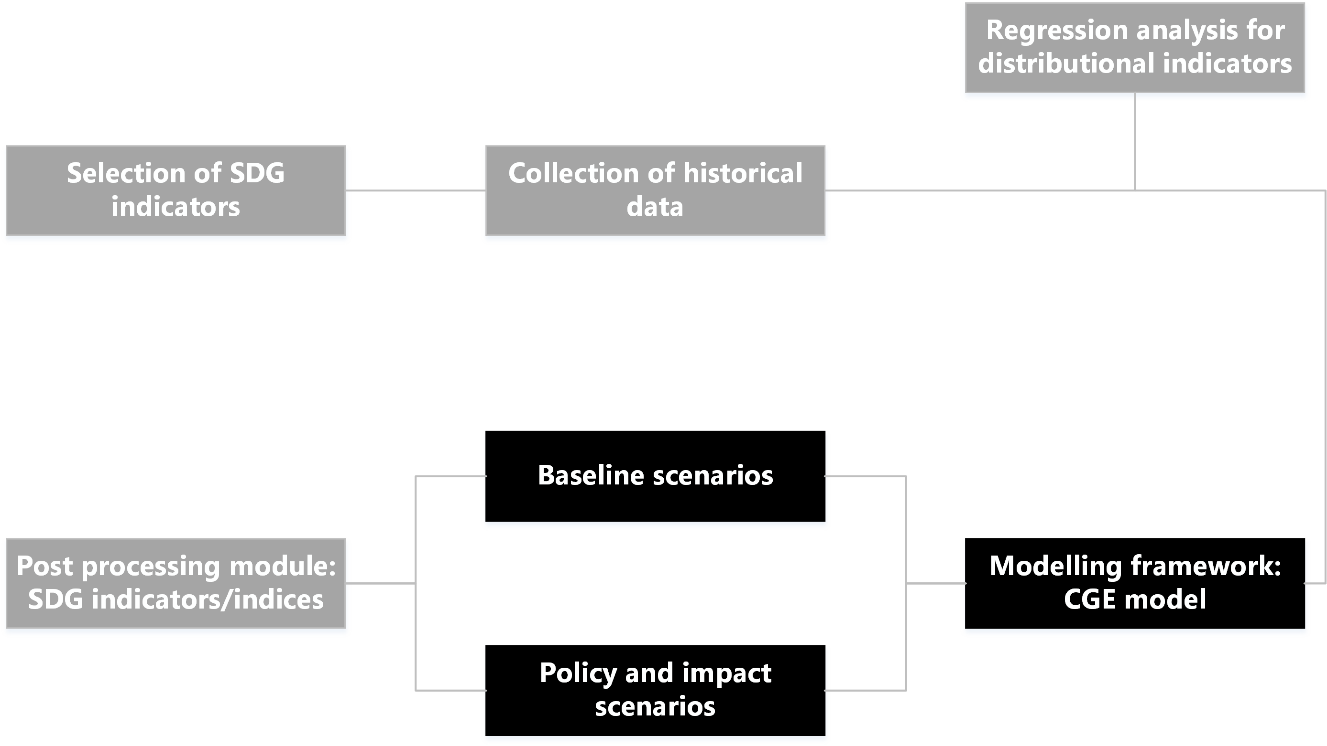 Regression analysis for
distributional indicators
Selection of SDG
indicators
Collection of historical
data
Baseline scenarios
Post processing module:
SDG indicators/indices
Modelling framework:
CGE model
Policy and impact
scenarios